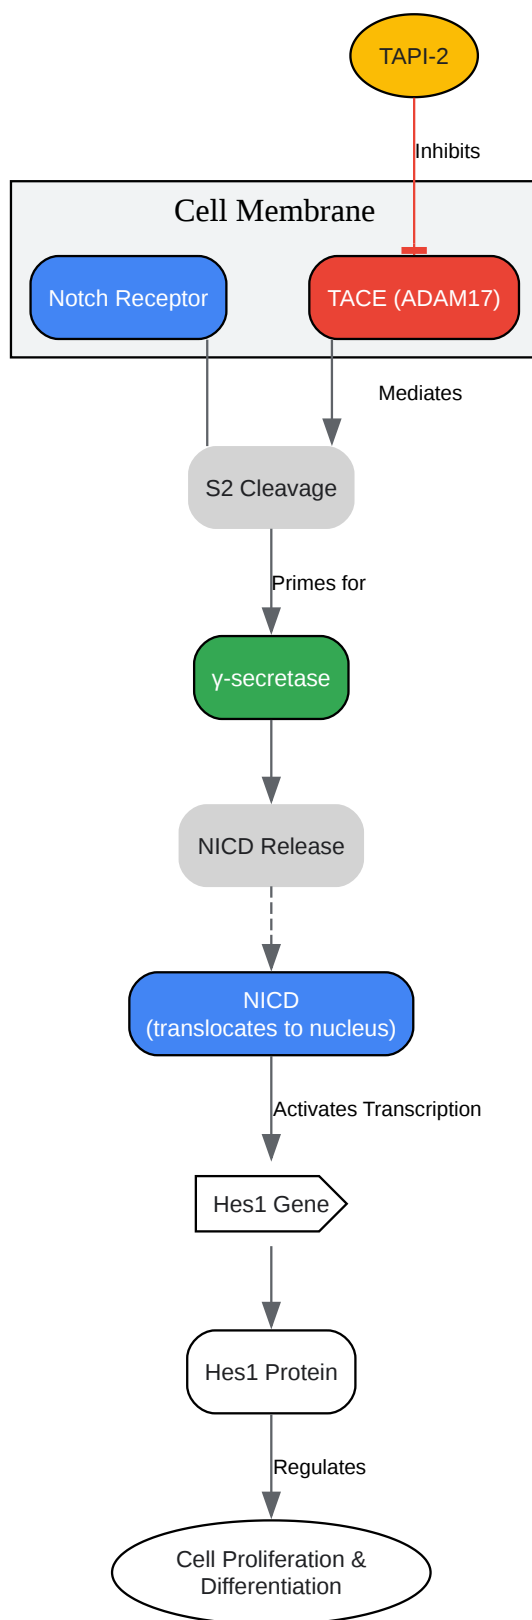 TAPI-2
Inhibits
Cell Membrane
Notch Receptor
TACE (ADAM17)
Mediates
S2 Cleavage
Primes for
γ-secretase
NICD Release
NICD
(translocates to nucleus)
Activates Transcription
Hes1 Gene
Hes1 Protein
Regulates
Cell Proliferation &
Differentiation